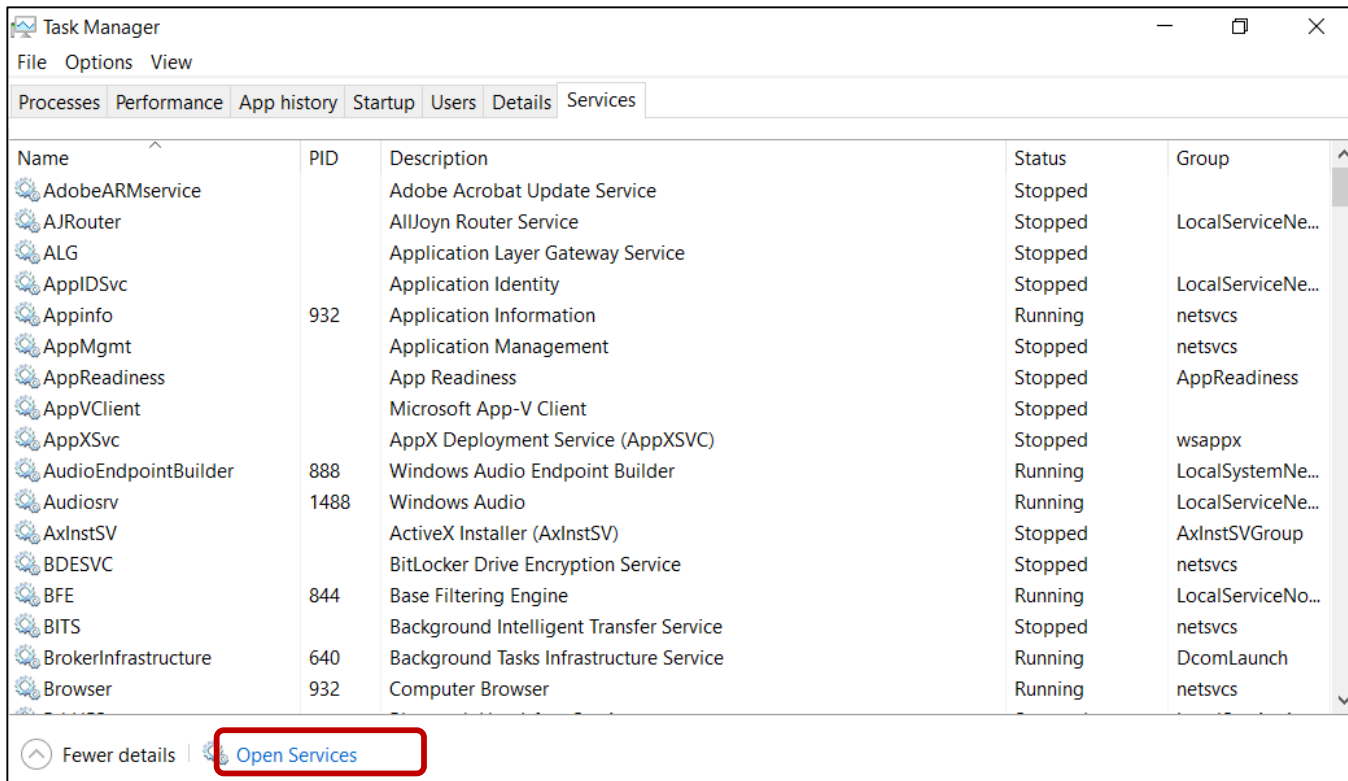 Task Manager
File Options View
Processes Performance App history Startup Users Details Services
Name PID Description Status Group
AdobeARMservice Adobe Acrobat Update Service Stopped
AJRouter AllJoyn Router Service Stopped LocalServiceNe...
ALG Application Layer Gateway Service Stopped
AppIDSvc Application Identity Stopped LocalServiceNe...
Appinfo 932 Application Information Running netsvcs
AppMgmt Application Management Stopped netsvcs
AppReadiness App Readiness Stopped AppReadiness
AppVClient Microsoft App-V Client Stopped
AppXSvc AppX Deployment Service (AppXSVC) Stopped wsappx
AudioEndpointBuilder 888 Windows Audio Endpoint Builder Running LocalSystemNe...
Audiosrv 1488 Windows Audio Running LocalServiceNe...
AxInstSV ActiveX Installer (AxInstSV) Stopped AxInstSVGroup
BDESVC BitLocker Drive Encryption Service Stopped netsvcs
BFE 844 Base Filtering Engine Running LocalServiceNo...
BITS Background Intelligent Transfer Service Stopped netsvcs
BrokerInfrastructure 640 Background Tasks Infrastructure Service Running DcomLaunch
Browser 932 Computer Browser Running netsvcs
Fewer details Open Services